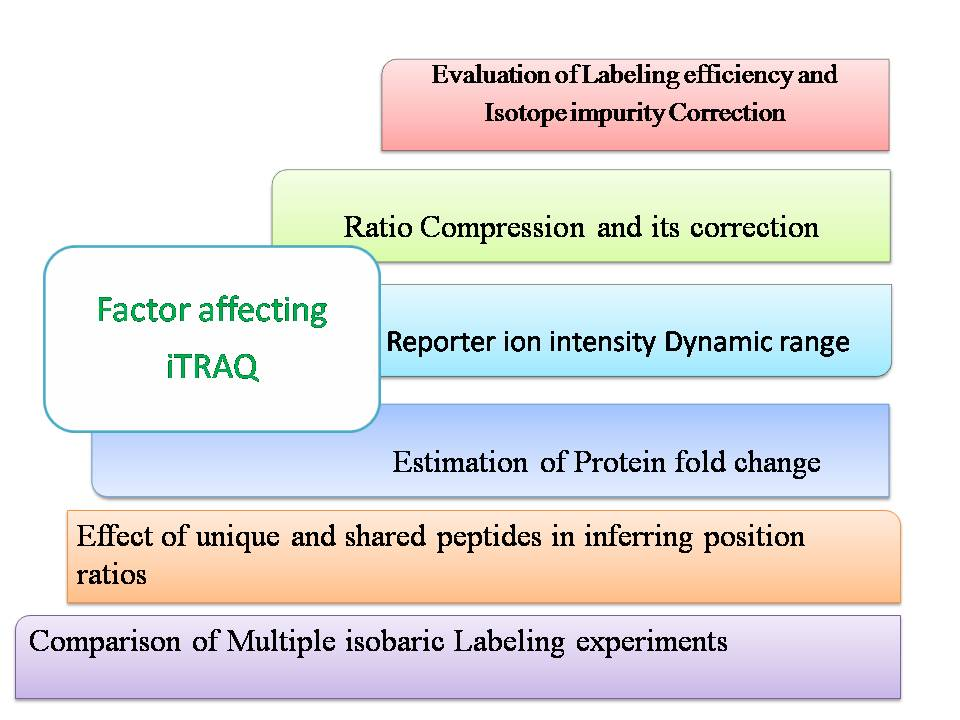 Evaluation of Labeling efficiency and
Isotope impurity Correction
Ratio Compression and its correction
Factor affecting
iTRAQ
Reporter ion intensity Dynamic range
Estimation of Protein fold change
Effect of unique and shared peptides in inferring position
ratios
Comparison of Multiple isobaric Labeling experiments